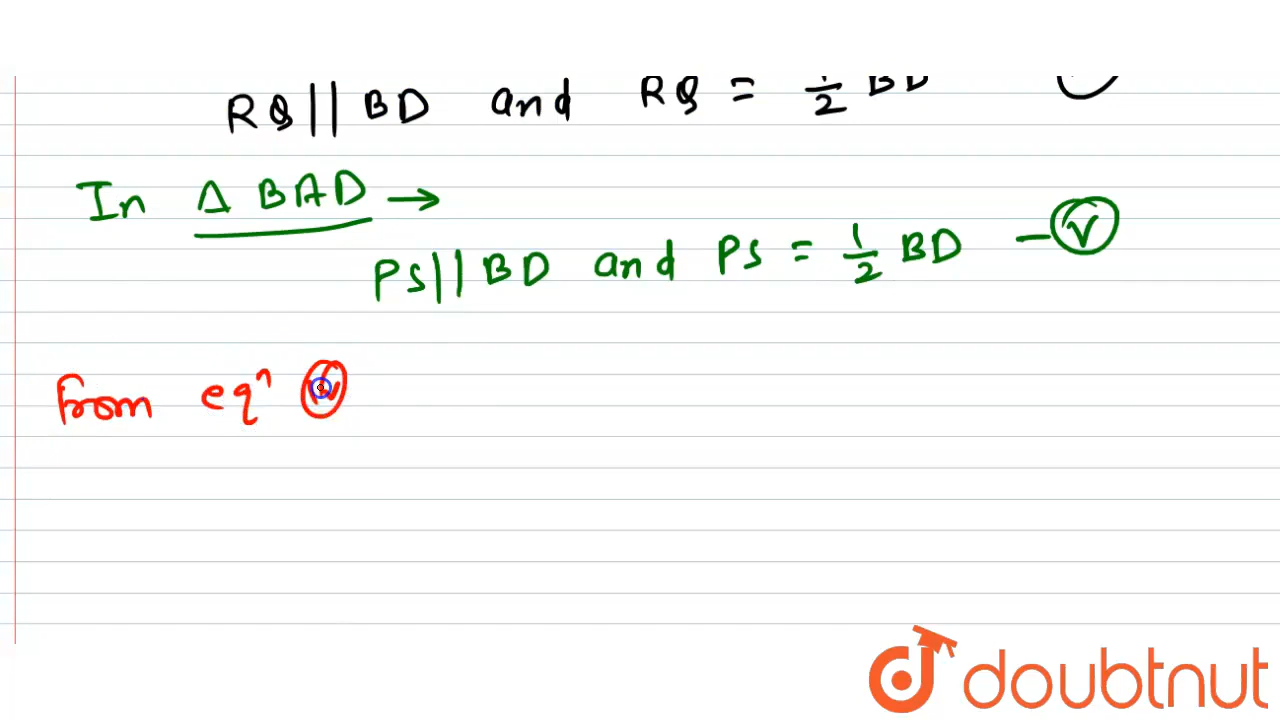 RQ || BD and RQ = 1/2 BD
In Δ BAD →
PS || BD and PS = 1/2 BD — (V)
From eqⁿ
doubtnut